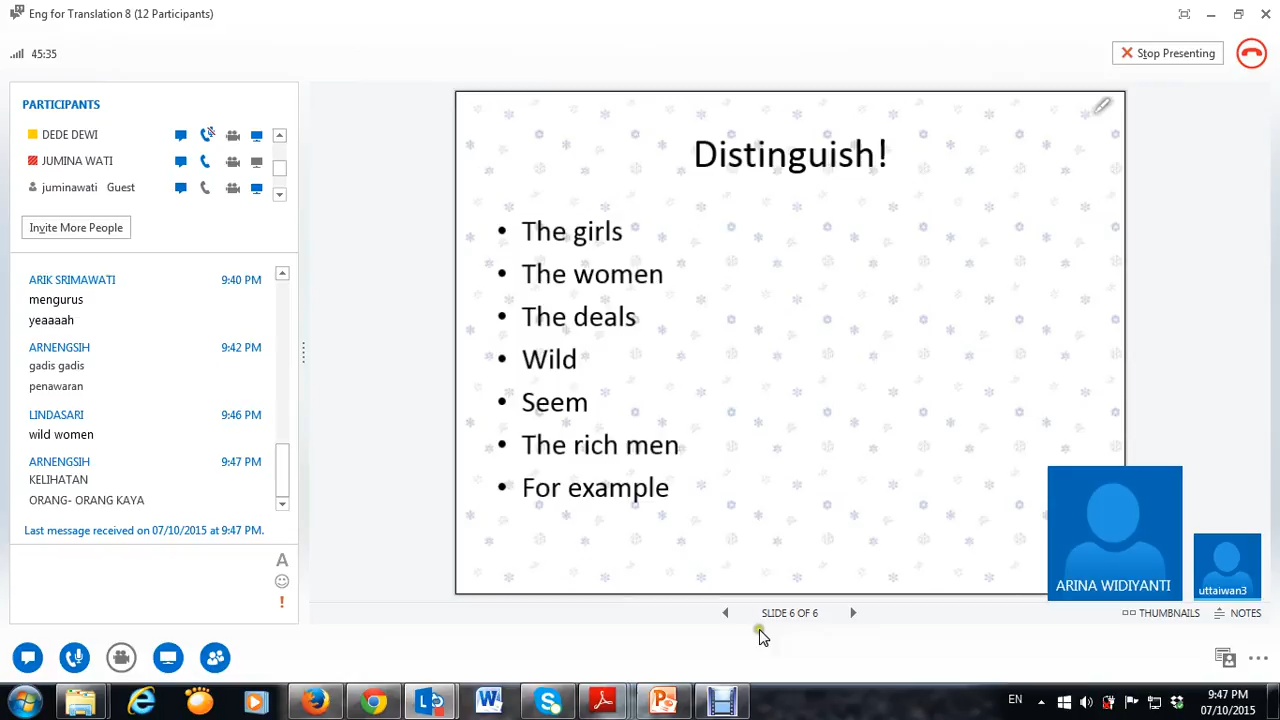 Eng for Translation 8 (12 Participants)
45:35
Stop Presenting
PARTICIPANTS
DEDE DEWI
JUMINA WATI
juminawati Guest
Invite More People
ARIK SRIMAWATI 9:40 PM
mengurus
yeaaaah
ARNENGSIH 9:42 PM
gadis gadis
penawaran
LINDASARI 9:46 PM
wild women
ARNENGSIH 9:47 PM
KELIHATAN
ORANG- ORANG KAYA
Last message received on 07/10/2015 at 9:47 PM.
A
Distinguish!
• The girls
• The women
• The deals
• Wild
• Seem
• The rich men
• For example
ARINA WIDIYANTI
uttaiwan3
SLIDE 6 OF 6
THUMBNAILS
NOTES
EN
9:47 PM
07/10/2015